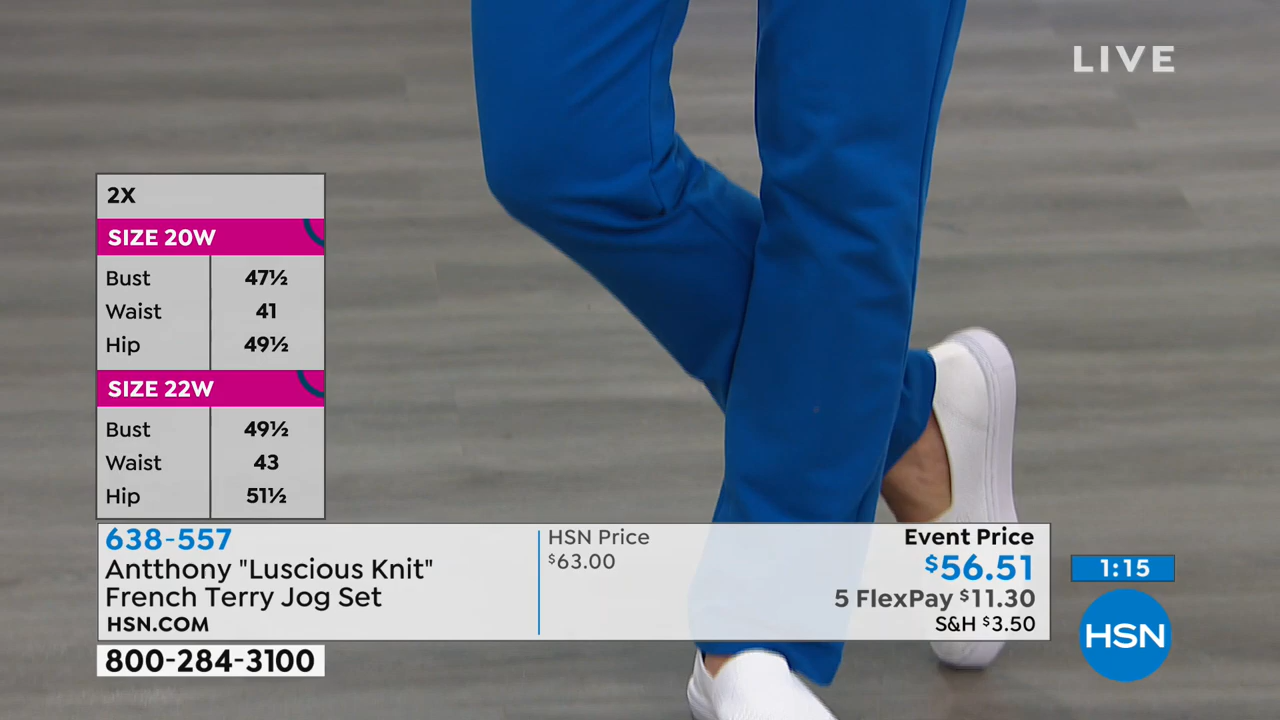 LIVE
2X
SIZE 20W
Bust 47½
Waist 41
Hip 49½
SIZE 22W
Bust 49½
Waist 43
Hip 51½
638-557
Antthony "Luscious Knit"
French Terry Jog Set
HSN.COM
HSN Price
$63.00
Event Price
$56.51
5 FlexPay $11.30
S&H $3.50
1:15
HSN
800-284-3100